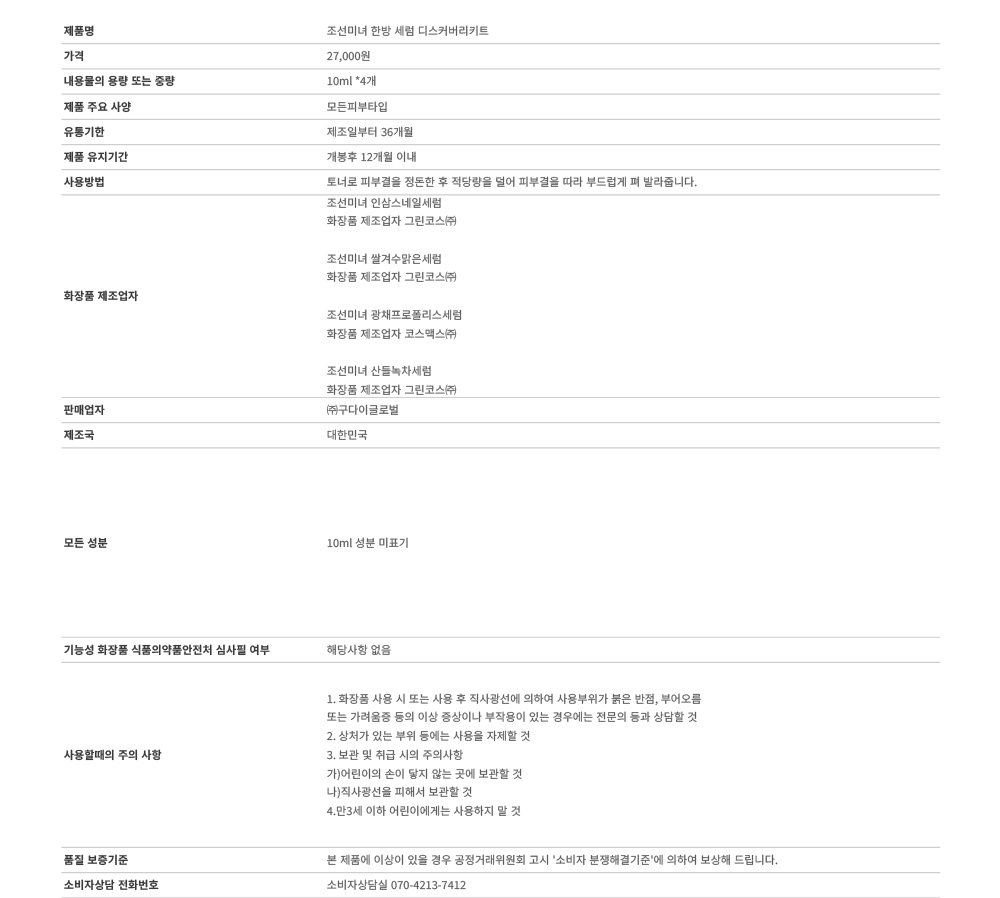 제품명 조선미녀 한방 세럼 디스커버리키트
가격 27,000원
내용물의 용량 또는 중량 10ml *4개
제품 주요 사양 모든피부타입
유통기한 제조일부터 36개월
제품 유지기간 개봉후 12개월 이내
사용방법 토너로 피부결을 정돈한 후 적당량을 덜어 피부결을 따라 부드럽게 펴 발라줍니다.
화장품 제조업자
조선미녀 인삼스네일세럼
화장품 제조업자 그린코스㈜
조선미녀 쌀겨수맑은세럼
화장품 제조업자 그린코스㈜
조선미녀 광채프로폴리스세럼
화장품 제조업자 코스맥스㈜
조선미녀 산들녹차세럼
화장품 제조업자 그린코스㈜
판매업자 ㈜구다이글로벌
제조국 대한민국
모든 성분 10ml 성분 미표기
기능성 화장품 식품의약품안전처 심사필 여부 해당사항 없음
사용할때의 주의 사항
1. 화장품 사용 시 또는 사용 후 직사광선에 의하여 사용부위가 붉은 반점, 부어오름
또는 가려움증 등의 이상 증상이나 부작용이 있는 경우에는 전문의 등과 상담할 것
2. 상처가 있는 부위 등에는 사용을 자제할 것
3. 보관 및 취급 시의 주의사항
가)어린이의 손이 닿지 않는 곳에 보관할 것
나)직사광선을 피해서 보관할 것
4.만3세 이하 어린이에게는 사용하지 말 것
품질 보증기준 본 제품에 이상이 있을 경우 공정거래위원회 고시 '소비자 분쟁해결기준'에 의하여 보상해 드립니다.
소비자상담 전화번호 소비자상담실 070-4213-7412